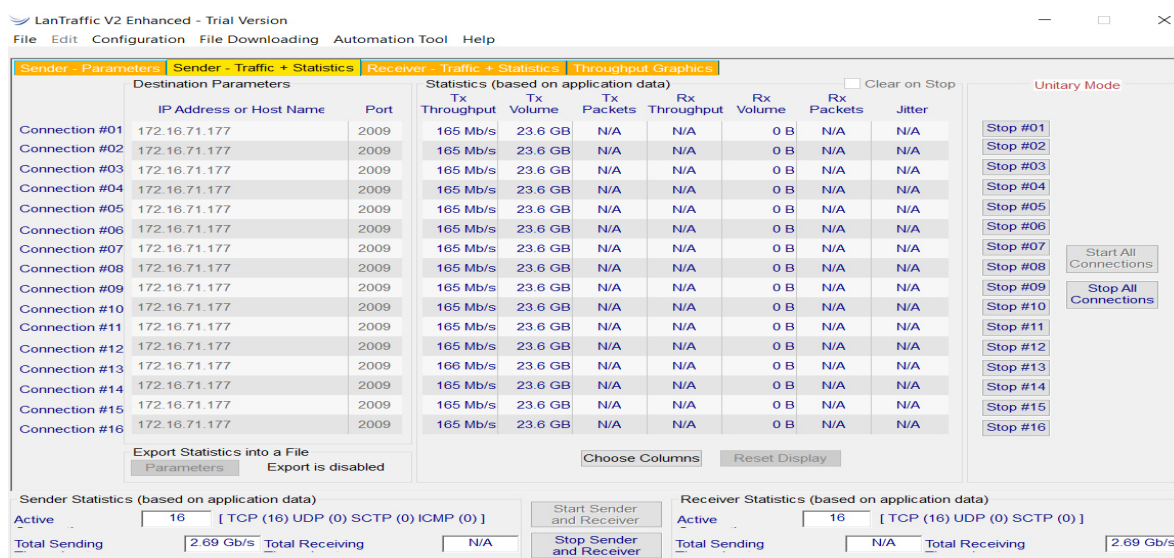 LanTraffic V2 Enhanced - Trial Version
File Edit Configuration File Downloading Automation Tool Help
Sender - Parameters Sender - Traffic + Statistics Receiver - Traffic + Statistics Throughput Graphics
Destination Parameters Statistics (based on application data) Clear on Stop Unitary Mode
Tx Tx Tx Rx Rx Rx
IP Address or Host Name Port Throughput Volume Packets Throughput Volume Packets Jitter
Connection #01 172.16.71.177 2009 165 Mb/s 23.6 GB N/A N/A 0 B N/A N/A Stop #01
Connection #02 172.16.71.177 2009 165 Mb/s 23.6 GB N/A N/A 0 B N/A N/A Stop #02
Connection #03 172.16.71.177 2009 165 Mb/s 23.6 GB N/A N/A 0 B N/A N/A Stop #03
Connection #04 172.16.71.177 2009 165 Mb/s 23.6 GB N/A N/A 0 B N/A N/A Stop #04
Connection #05 172.16.71.177 2009 165 Mb/s 23.6 GB N/A N/A 0 B N/A N/A Stop #05
Connection #06 172.16.71.177 2009 165 Mb/s 23.6 GB N/A N/A 0 B N/A N/A Stop #06
Connection #07 172.16.71.177 2009 165 Mb/s 23.6 GB N/A N/A 0 B N/A N/A Stop #07
Connection #08 172.16.71.177 2009 165 Mb/s 23.6 GB N/A N/A 0 B N/A N/A Stop #08
Connection #09 172.16.71.177 2009 165 Mb/s 23.6 GB N/A N/A 0 B N/A N/A Stop #09
Connection #10 172.16.71.177 2009 165 Mb/s 23.6 GB N/A N/A 0 B N/A N/A Stop #10
Connection #11 172.16.71.177 2009 165 Mb/s 23.6 GB N/A N/A 0 B N/A N/A Stop #11
Connection #12 172.16.71.177 2009 165 Mb/s 23.6 GB N/A N/A 0 B N/A N/A Stop #12
Connection #13 172.16.71.177 2009 166 Mb/s 23.6 GB N/A N/A 0 B N/A N/A Stop #13
Connection #14 172.16.71.177 2009 165 Mb/s 23.6 GB N/A N/A 0 B N/A N/A Stop #14
Connection #15 172.16.71.177 2009 165 Mb/s 23.6 GB N/A N/A 0 B N/A N/A Stop #15
Connection #16 172.16.71.177 2009 165 Mb/s 23.6 GB N/A N/A 0 B N/A N/A Stop #16
Start All
Connections
Stop All
Connections
Export Statistics into a File
Parameters Export is disabled
Choose Columns Reset Display
Sender Statistics (based on application data)
Active 16 [ TCP (16) UDP (0) SCTP (0) ICMP (0) ]
Total Sending 2.69 Gb/s Total Receiving N/A
Start Sender
and Receiver
Stop Sender
and Receiver
Receiver Statistics (based on application data)
Active 16 [ TCP (16) UDP (0) SCTP (0) ]
Total Sending N/A Total Receiving 2.69 Gb/s